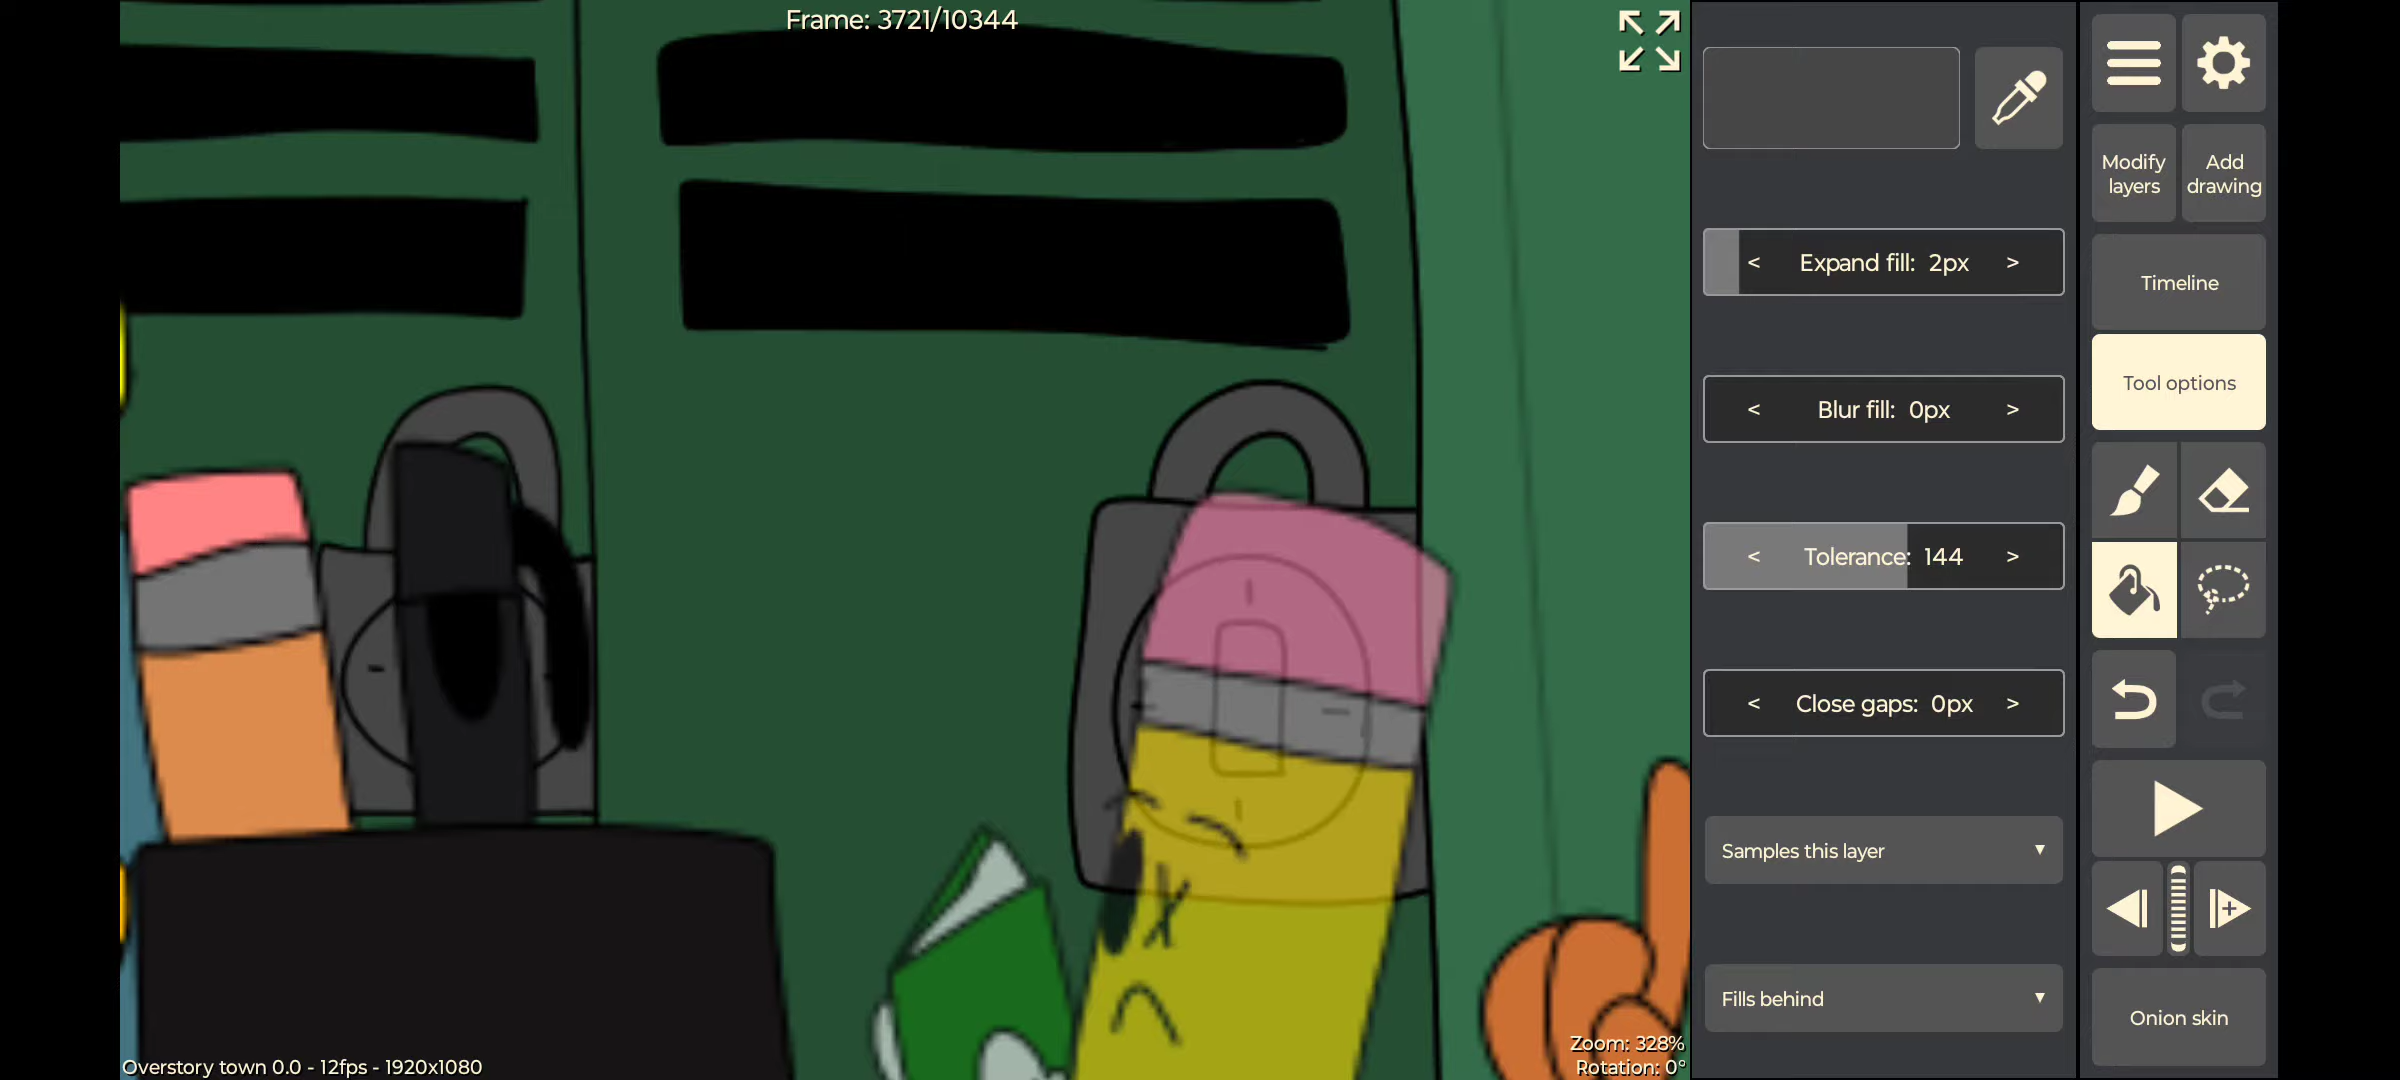 Frame: 3721/10344
Modify
layers
Add
drawing
< Expand fill: 2px >
Timeline
Tool options
< Blur fill: 0px >
< Tolerance: 144 >
< Close gaps: 0px >
Samples this layer
Fills behind
Onion skin
Zoom: 328%
Rotation: 0°
Overstory town 0.0 - 12fps - 1920x1080